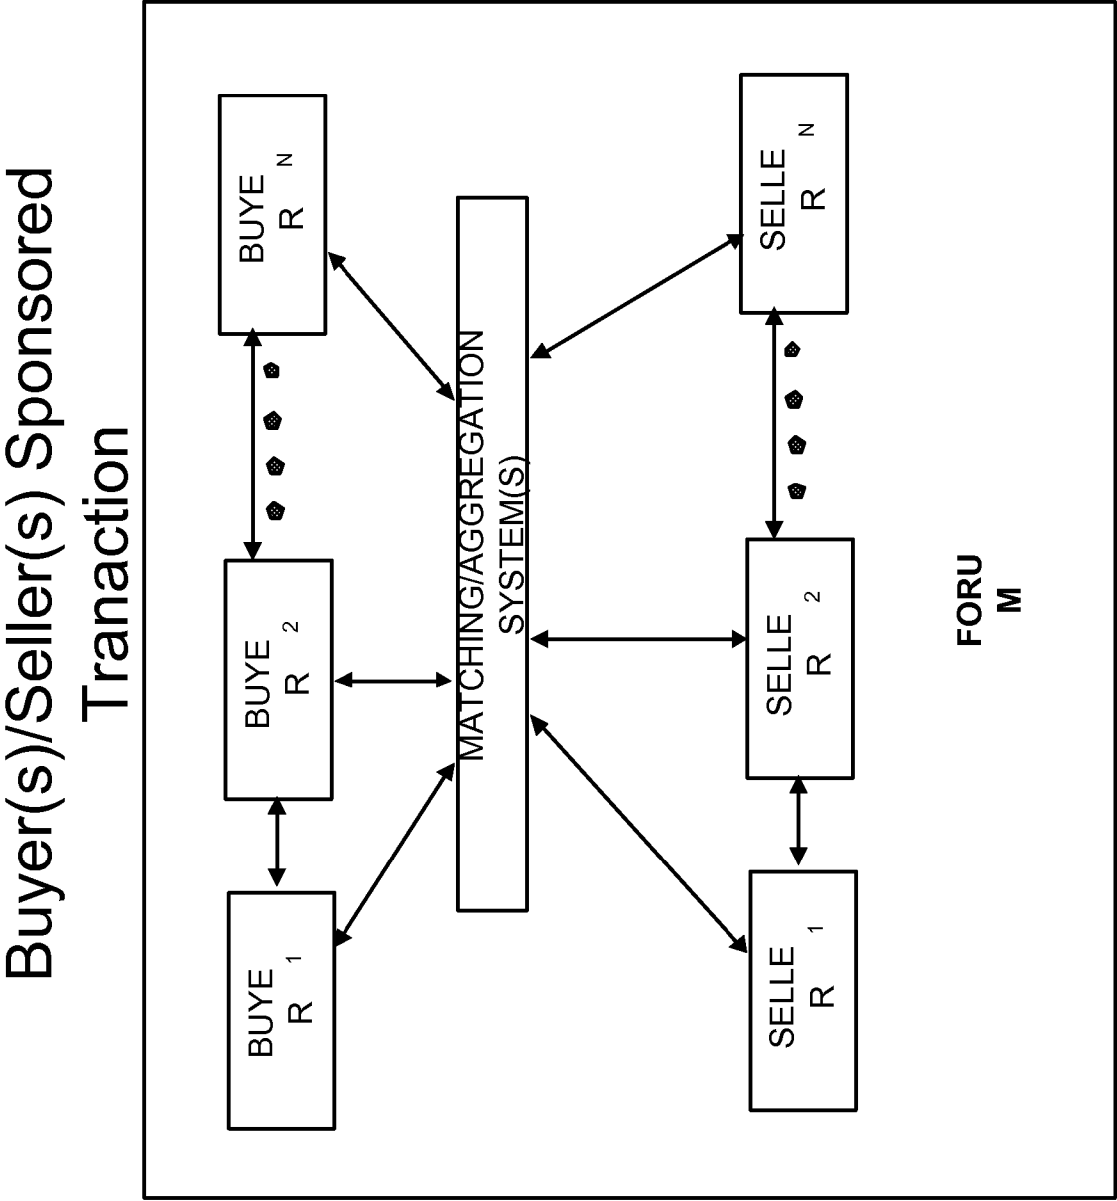 Buyer(s)/Seller(s) Sponsored
Tranaction
BUYE
R 1
BUYE
R 2
BUYE
R N
MATCHING/AGGREGATION
SYSTEM(S)
SELLE
R 1
SELLE
R 2
SELLE
R N
FORU
M